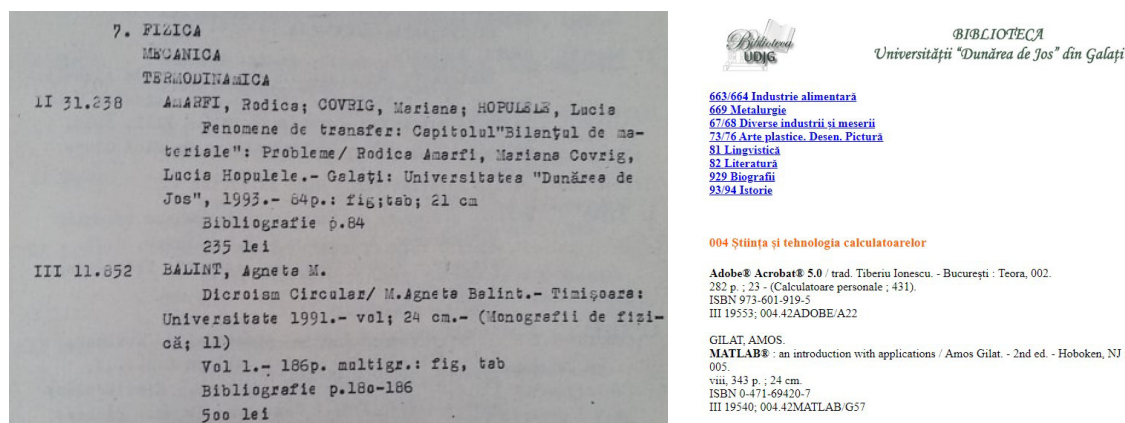 7. FIZICA
MECANICA
TERMODINAMICA
II 31.238 AMARFI, Rodica; COVRIG, Mariana; HOPULELE, Lucia
Fenomene de transfer: Capitolul"Bilanţul de ma-
teriale": Probleme/ Rodica Amarfi, Mariana Covrig,
Lucia Hopulele.- Galaţi: Universitatea "Dunărea de
Jos", 1993.- 84p.: fig;tab; 21 cm
Bibliografie p.84
235 lei
III 11.852 BALINT, Agneta M.
Dicroism Circular/ M.Agneta Balint.- Timişoara:
Universitate 1991.- vol; 24 cm.- (Monografii de fizi-
că; 11)
Vol 1.- 186p. multigr.: fig, tab
Bibliografie p.180-186
500 lei
Biblioteca
UDJG
BIBLIOTECA
Universităţii “Dunărea de Jos” din Galaţi
663/664 Industrie alimentară
669 Metalurgie
67/68 Diverse industrii și meserii
73/76 Arte plastice. Desen. Pictură
81 Lingvistică
82 Literatură
929 Biografii
93/94 Istorie
004 Știința și tehnologia calculatoarelor
Adobe® Acrobat® 5.0 / trad. Tiberiu Ionescu. - București : Teora, 002.
282 p. ; 23 - (Calculatoare personale ; 431).
ISBN 973-601-919-5
III 19553; 004.42ADOBE/A22
GILAT, AMOS.
MATLAB® : an introduction with applications / Amos Gilat. - 2nd ed. - Hoboken, NJ
005.
viii, 343 p. ; 24 cm.
ISBN 0-471-69420-7
III 19540; 004.42MATLAB/G57